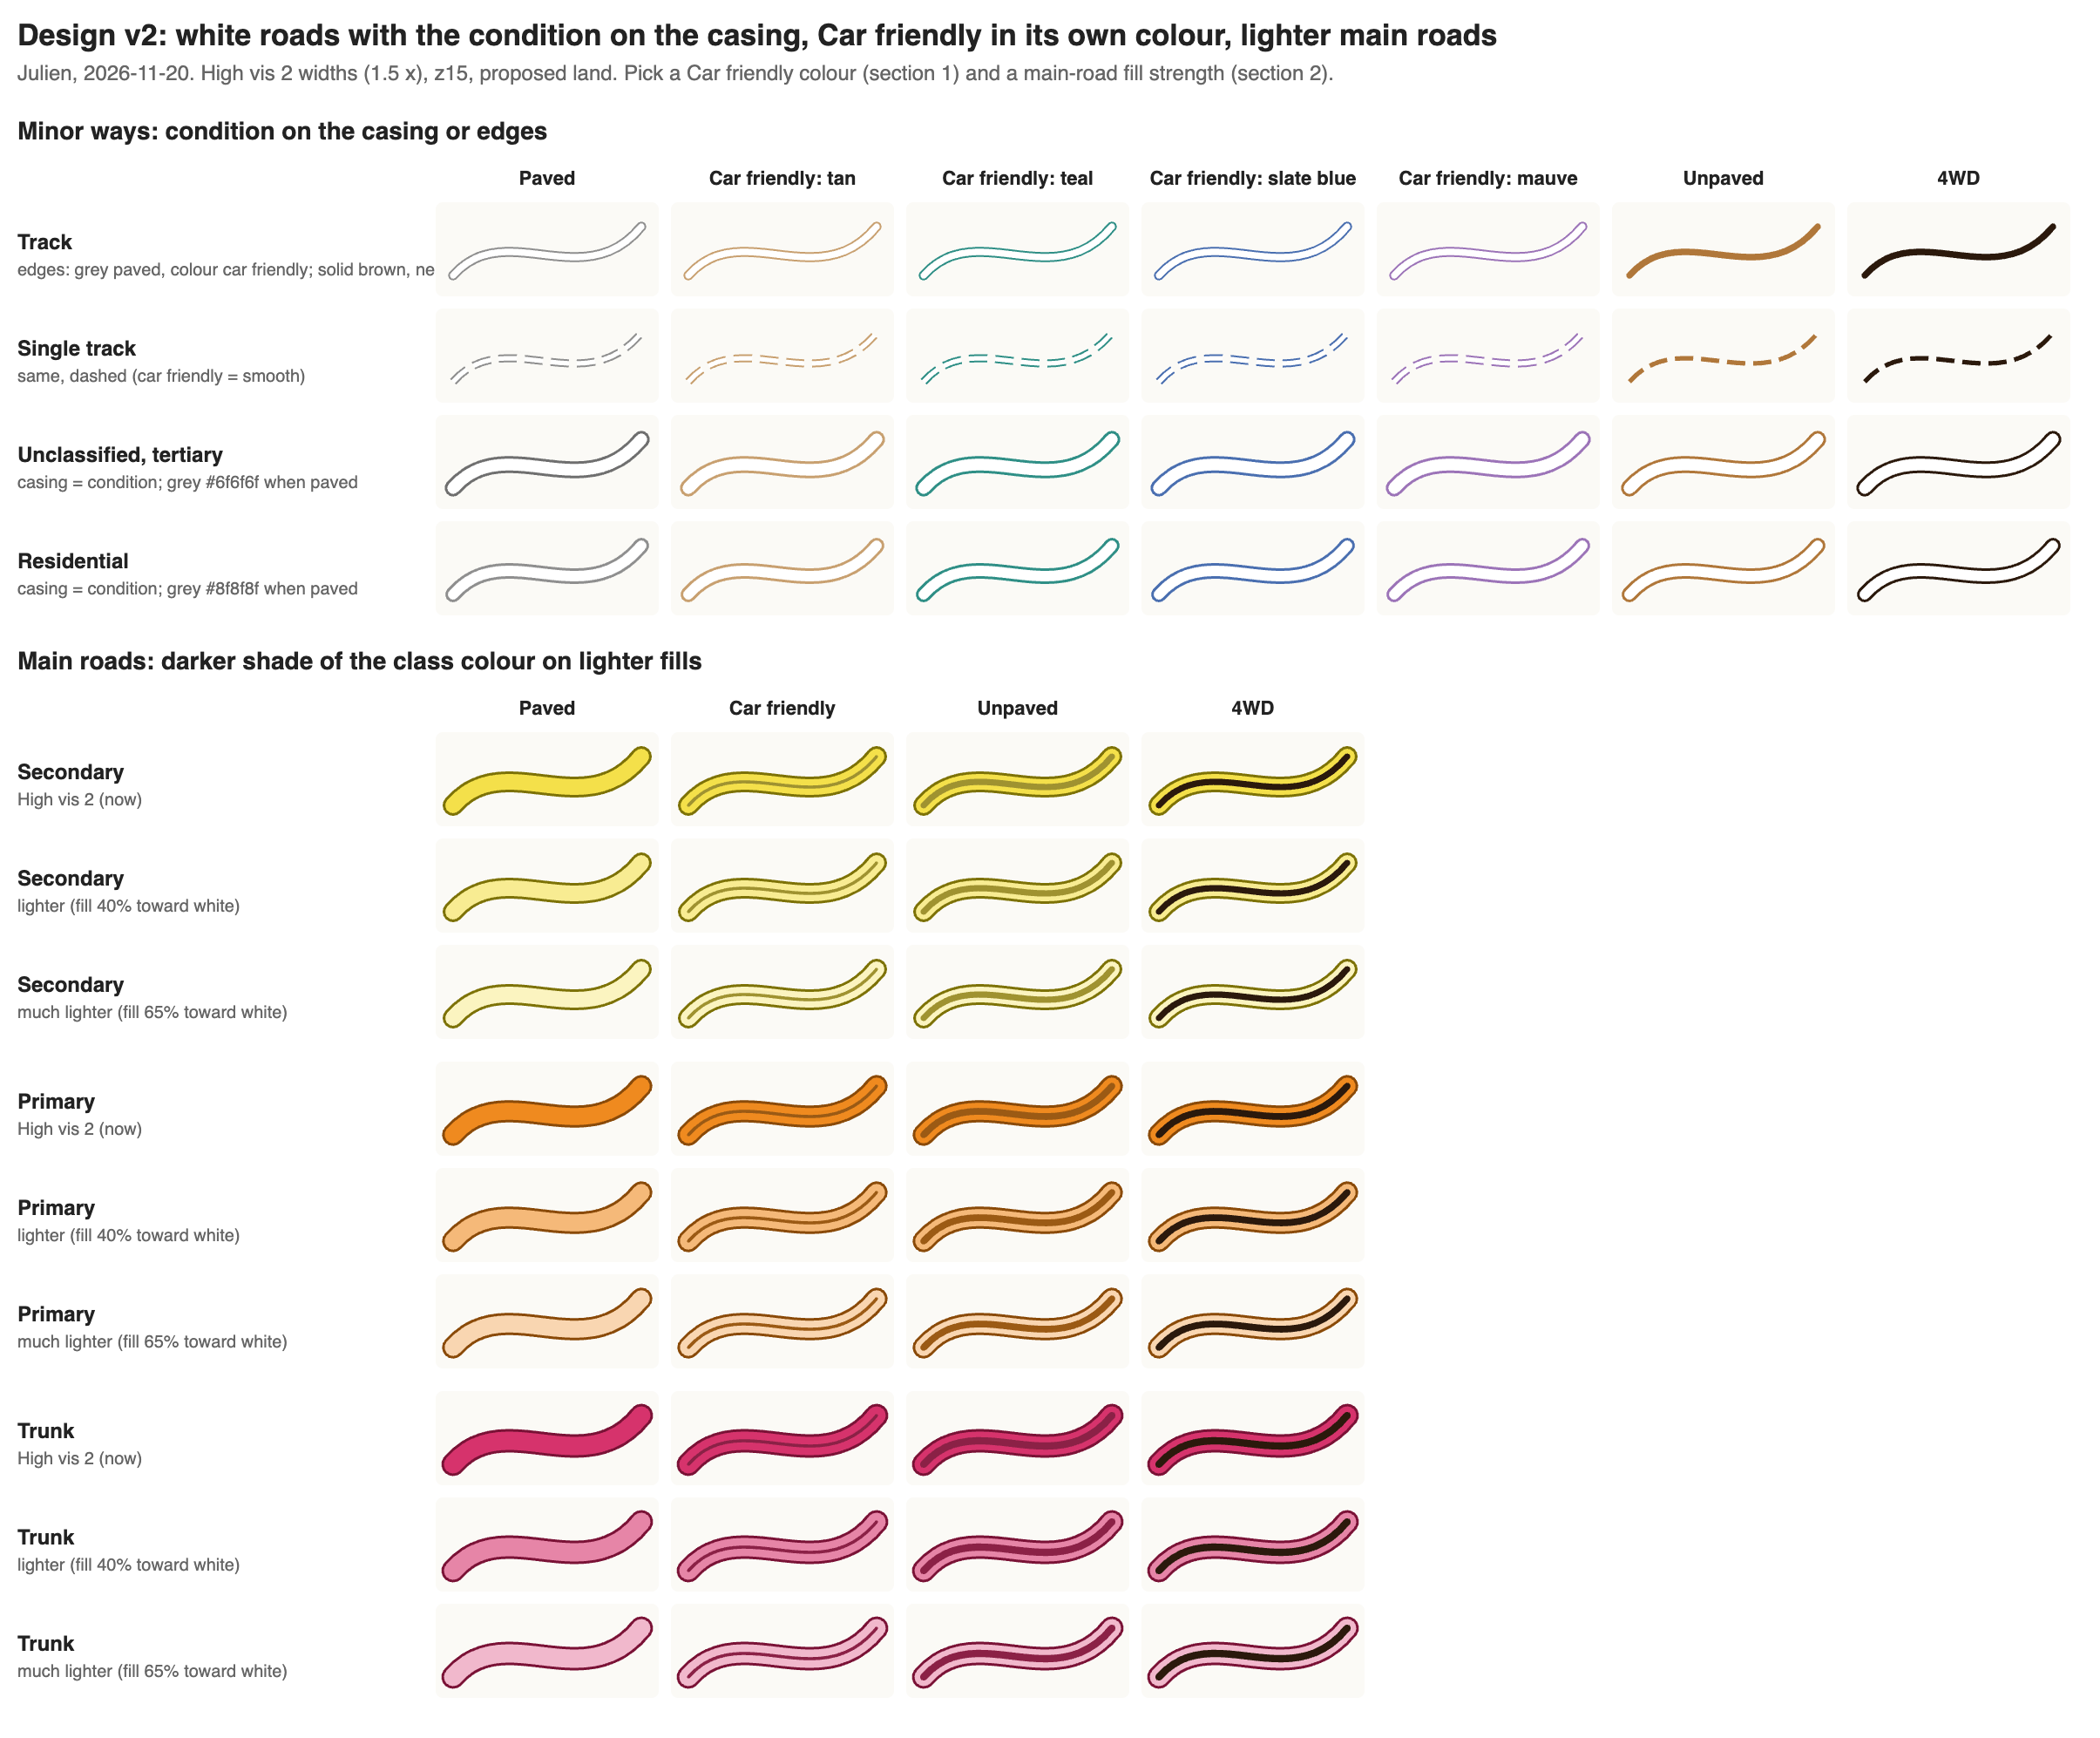 Design v2: white roads with the condition on the casing, Car friendly in its own colour, lighter main roads
Julien, 2026-11-20. High vis 2 widths (1.5 x), z15, proposed land. Pick a Car friendly colour (section 1) and a main-road fill strength (section 2).
Minor ways: condition on the casing or edges
Paved Car friendly: tan Car friendly: teal Car friendly: slate blue Car friendly: mauve Unpaved 4WD
Track
edges: grey paved, colour car friendly; solid brown, ne
Single track
same, dashed (car friendly = smooth)
Unclassified, tertiary
casing = condition; grey #6f6f6f when paved
Residential
casing = condition; grey #8f8f8f when paved
Main roads: darker shade of the class colour on lighter fills
Paved Car friendly Unpaved 4WD
Secondary
High vis 2 (now)
Secondary
lighter (fill 40% toward white)
Secondary
much lighter (fill 65% toward white)
Primary
High vis 2 (now)
Primary
lighter (fill 40% toward white)
Primary
much lighter (fill 65% toward white)
Trunk
High vis 2 (now)
Trunk
lighter (fill 40% toward white)
Trunk
much lighter (fill 65% toward white)